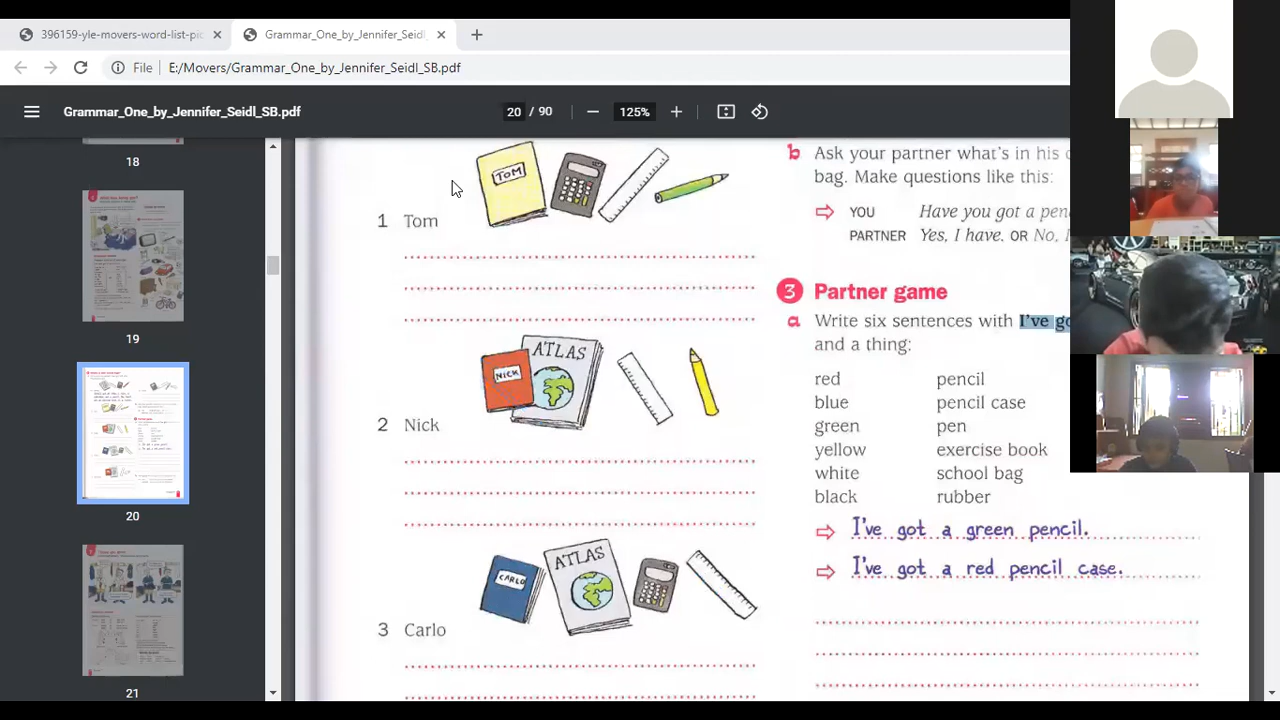 396159-yle-movers-word-list-pic
Grammar_One_by_Jennifer_Seidl
File
E:/Movers/Grammar_One_by_Jennifer_Seidl_SB.pdf
Grammar_One_by_Jennifer_Seidl_SB.pdf
20 / 90
125%
18
19
20
21
TOM
1 Tom
ATLAS
NICK
2 Nick
ATLAS
CARLO
3 Carlo
b Ask your partner what's in his
bag. Make questions like this:
YOU Have you got a pen
PARTNER Yes, I have. OR No, I
3 Partner game
a Write six sentences with I've go
and a thing:
red pencil
blue pencil case
green pen
yellow exercise book
white school bag
black rubber
I've got a green pencil.
I've got a red pencil case.